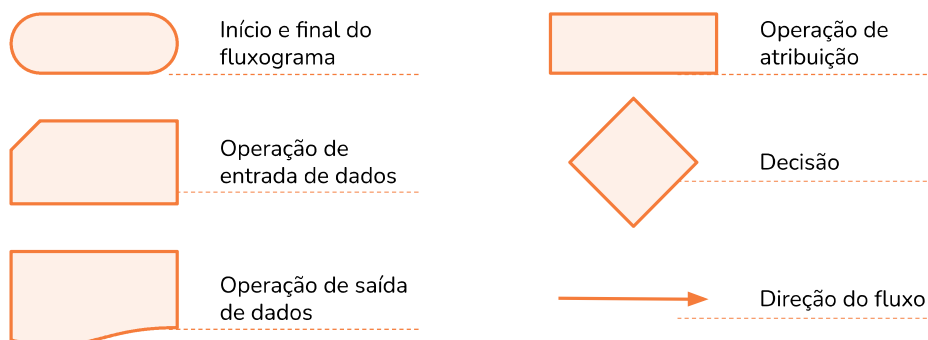 Início e final do
fluxograma
Operação de
entrada de dados
Operação de saída
de dados
Operação de
atribuição
Decisão
Direção do fluxo